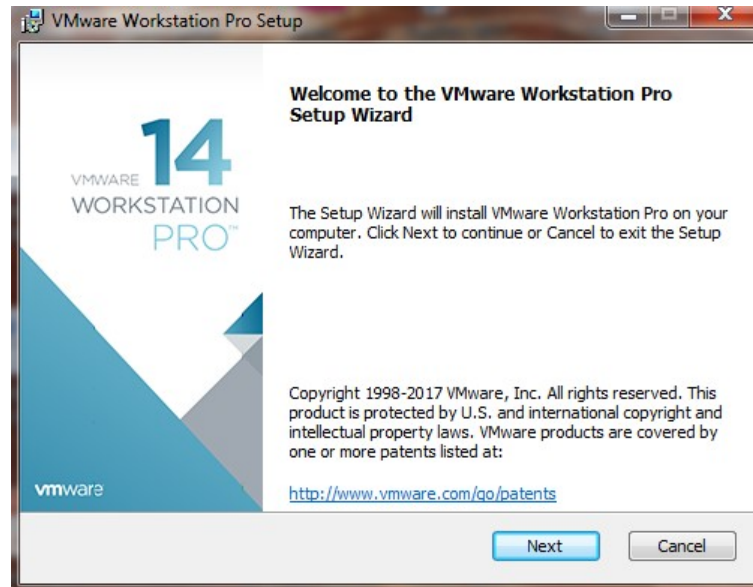 VMware Workstation Pro Setup
Welcome to the VMware Workstation Pro
Setup Wizard
14
VMWARE
WORKSTATION
PRO™
The Setup Wizard will install VMware Workstation Pro on your
computer. Click Next to continue or Cancel to exit the Setup
Wizard.
Copyright 1998-2017 VMware, Inc. All rights reserved. This
product is protected by U.S. and international copyright and
intellectual property laws. VMware products are covered by
one or more patents listed at:
http://www.vmware.com/go/patents
vmware
Next
Cancel